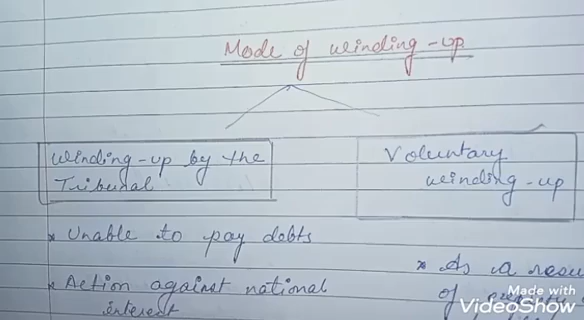 Mode of winding-up
winding-up by the
Tribunal
Voluntary
winding-up
* Unable to pay debts
* Action against national
interest
* As a resu
of
Made with
VideoShow